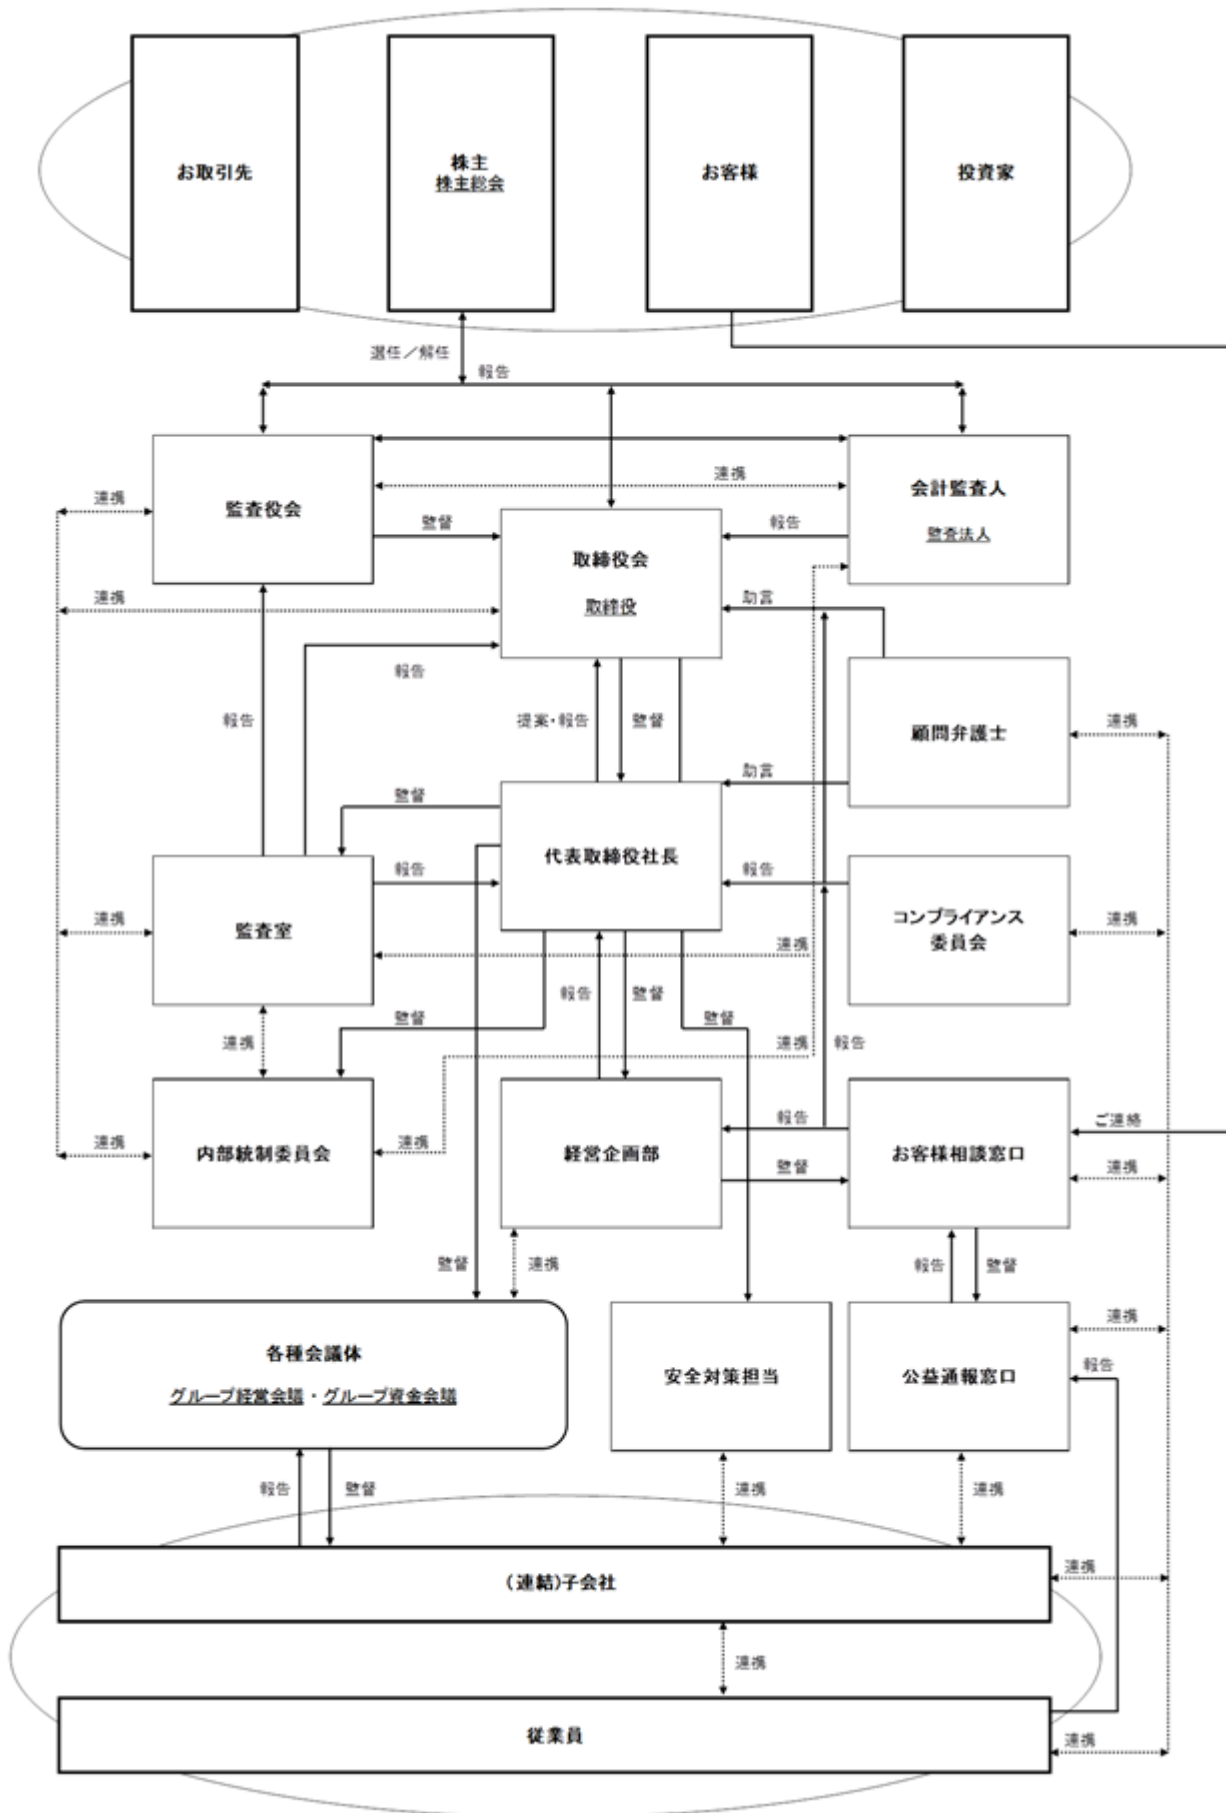 お取引先
株主
株主総会
お客様
投資家
選任／解任
報告
監査役会
会計監査人
監査法人
連携
連携
監督
報告
取締役会
取締役
連携
助言
報告
報告
提案・報告
監督
顧問弁護士
連携
助言
監督
代表取締役社長
報告
報告
監査室
連携
コンプライアンス
委員会
連携
連携
報告
監督
監督
監督
連携
連携
報告
内部統制委員会
連携
連携
経営企画部
報告
監督
お客様相談窓口
ご連絡
連携
監督
連携
報告
監督
各種会議体
グループ経営会議・グループ資金会議
安全対策担当
公益通報窓口
連携
報告
報告
監督
連携
連携
(連結)子会社
連携
連携
従業員
連携